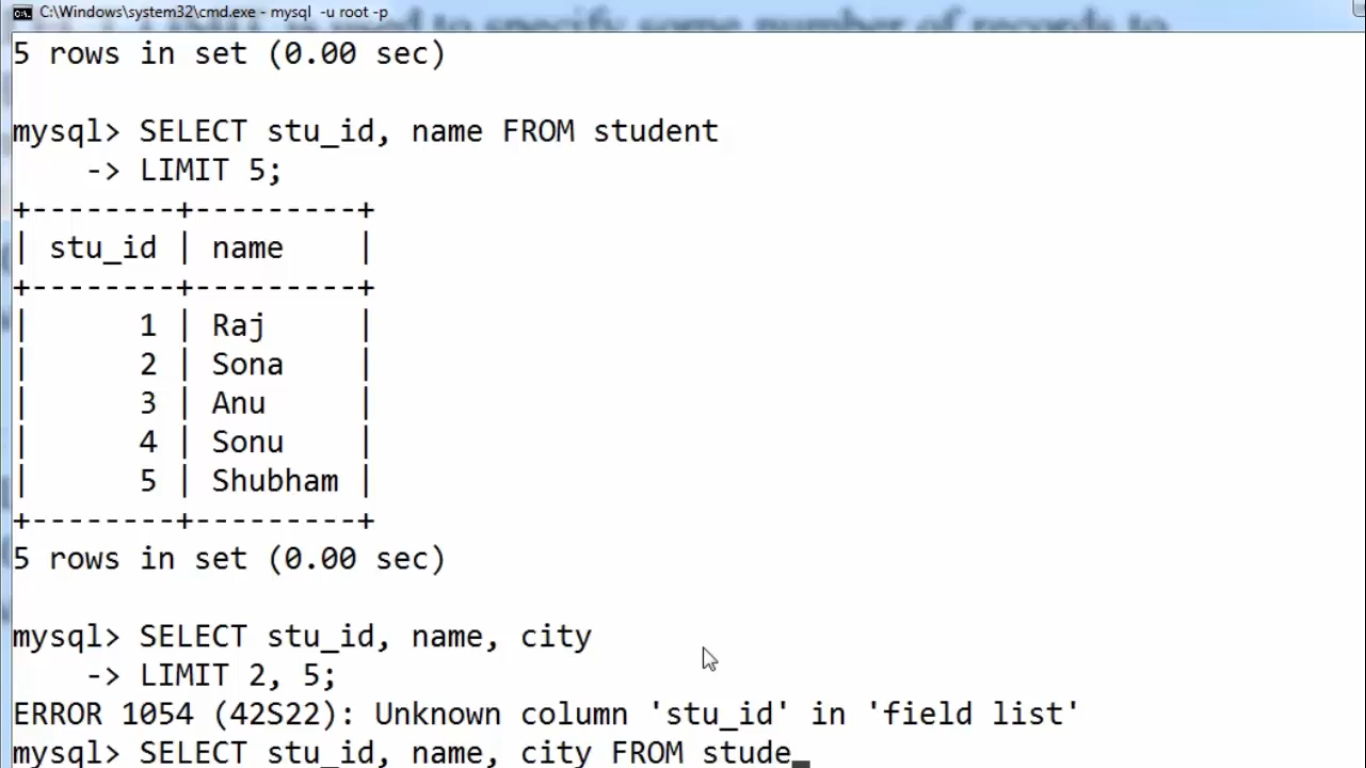 C:\Windows\system32\cmd.exe - mysql -u root -p
5 rows in set (0.00 sec)
mysql> SELECT stu_id, name FROM student
    -> LIMIT 5;
+--------+---------+
| stu_id | name    |
+--------+---------+
|      1 | Raj     |
|      2 | Sona    |
|      3 | Anu     |
|      4 | Sonu    |
|      5 | Shubham |
+--------+---------+
5 rows in set (0.00 sec)
mysql> SELECT stu_id, name, city
    -> LIMIT 2, 5;
ERROR 1054 (42S22): Unknown column 'stu_id' in 'field list'
mysql> SELECT stu_id, name, city FROM stude_